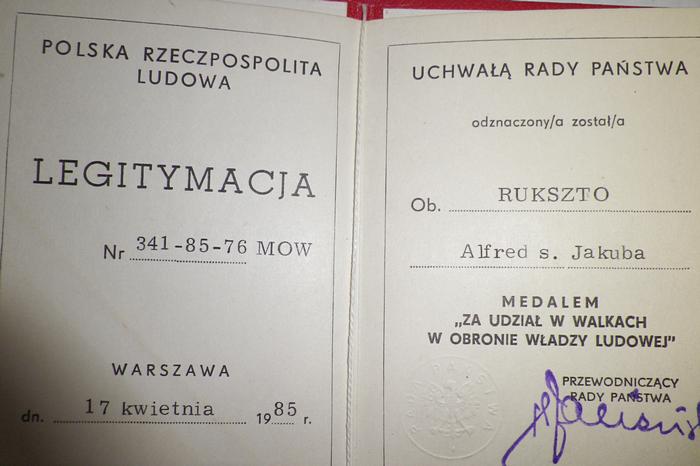 POLSKA RZECZPOSPOLITA
LUDOWA
LEGITYMACJA
Nr 341-85-76 MOW
WARSZAWA
dn. 17 kwietnia 1985 r.
UCHWAŁĄ RADY PAŃSTWA
odznaczony/a został/a
Ob. RUKSZTO
Alfred s. Jakuba
MEDALEM
„ZA UDZIAŁ W WALKACH
W OBRONIE WŁADZY LUDOWEJ"
PRZEWODNICZĄCY
RADY PAŃSTWA